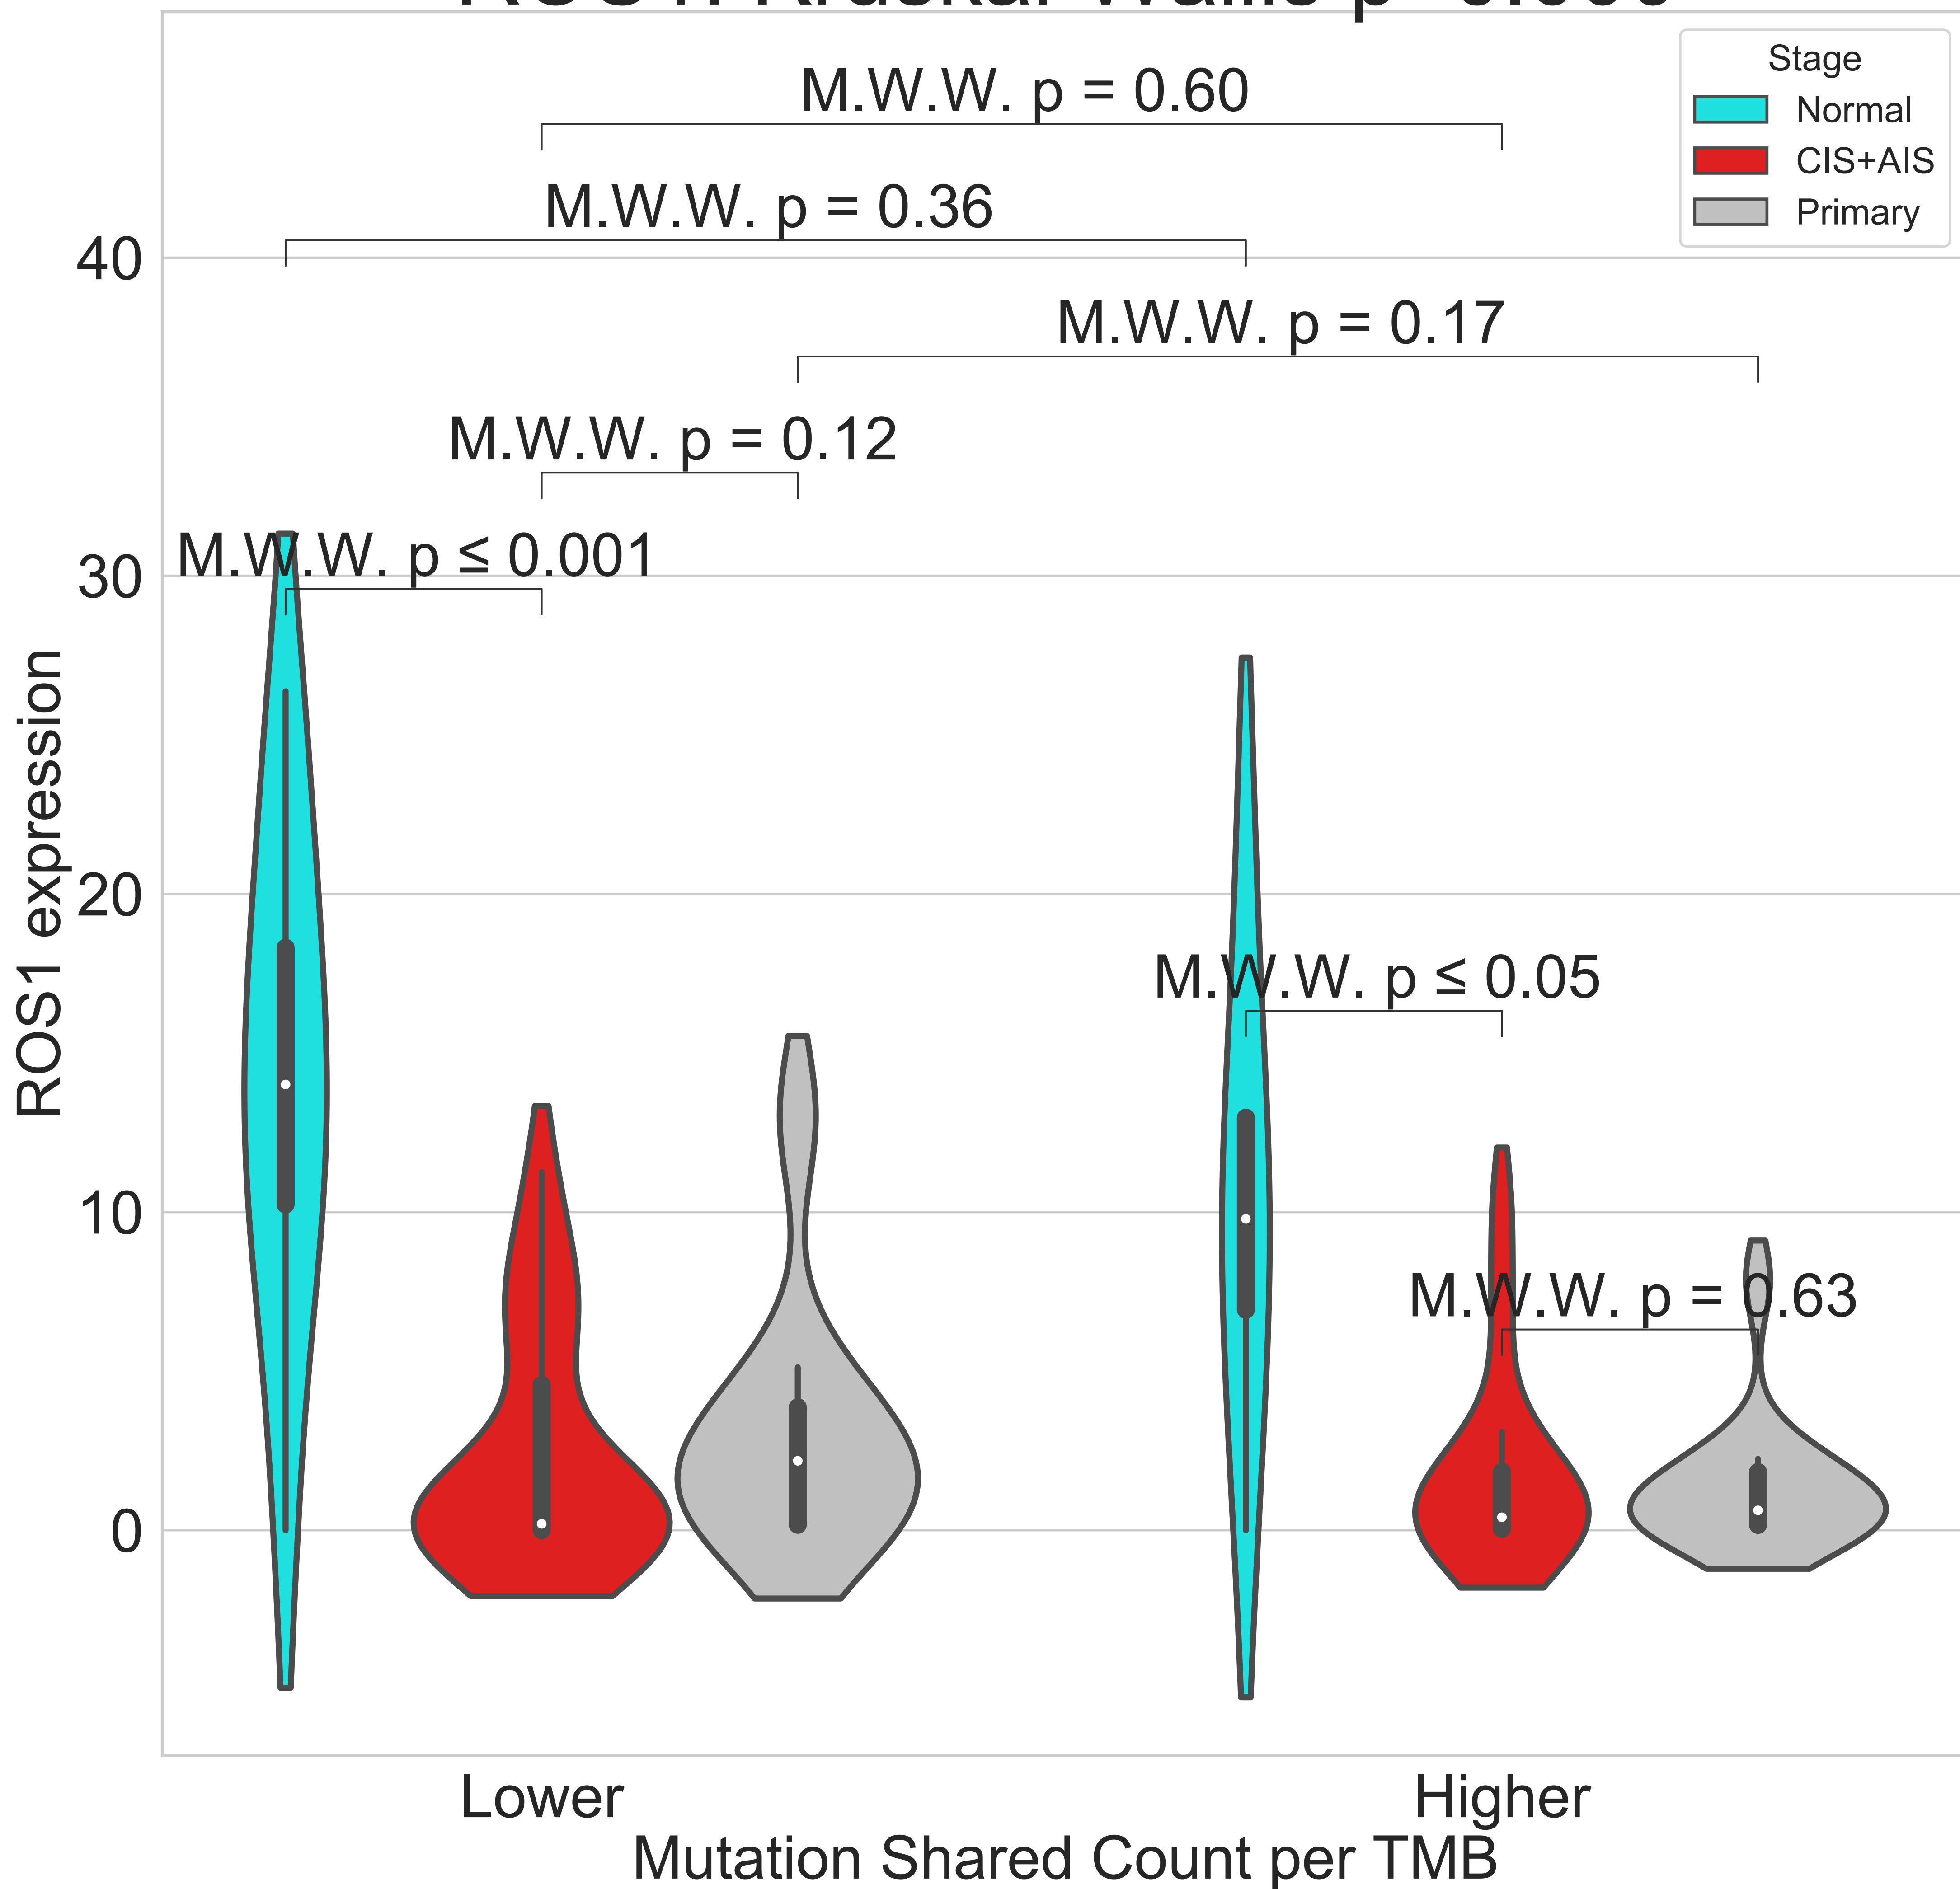 Stage
Normal
CIS+AIS
Primary
M.W.W. p = 0.60
M.W.W. p = 0.36
M.W.W. p = 0.17
M.W.W. p = 0.12
M.W.W. p ≤ 0.001
M.W.W. p ≤ 0.05
M.W.W. p = 0.63
40
30
20
10
0
ROS1 expression
Lower
Higher
Mutation Shared Count per TMB